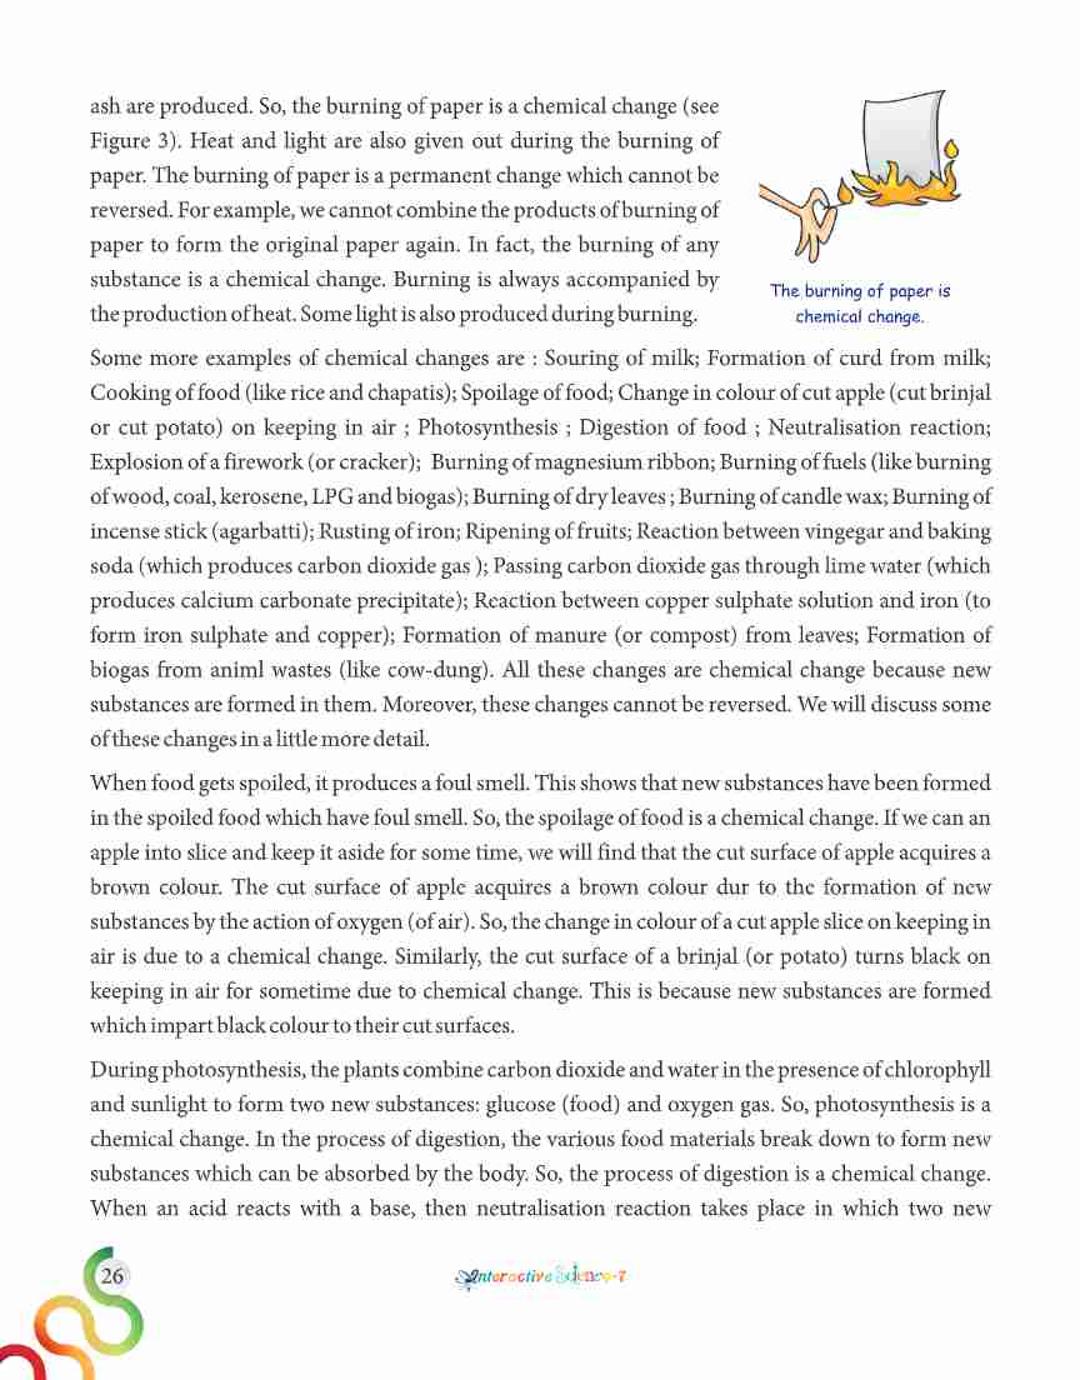 ash are produced. So, the burning of paper is a chemical change (see
Figure 3). Heat and light are also given out during the burning of
paper. The burning of paper is a permanent change which cannot be
reversed. For example, we cannot combine the products of burning of
paper to form the original paper again. In fact, the burning of any
substance is a chemical change. Burning is always accompanied by
the production of heat. Some light is also produced during burning.
The burning of paper is
chemical change.
Some more examples of chemical changes are : Souring of milk; Formation of curd from milk;
Cooking of food (like rice and chapatis); Spoilage of food; Change in colour of cut apple (cut brinjal
or cut potato) on keeping in air ; Photosynthesis ; Digestion of food ; Neutralisation reaction;
Explosion of a firework (or cracker); Burning of magnesium ribbon; Burning of fuels (like burning
of wood, coal, kerosene, LPG and biogas); Burning of dry leaves ; Burning of candle wax; Burning of
incense stick (agarbatti); Rusting of iron; Ripening of fruits; Reaction between vingegar and baking
soda (which produces carbon dioxide gas ); Passing carbon dioxide gas through lime water (which
produces calcium carbonate precipitate); Reaction between copper sulphate solution and iron (to
form iron sulphate and copper); Formation of manure (or compost) from leaves; Formation of
biogas from animl wastes (like cow-dung). All these changes are chemical change because new
substances are formed in them. Moreover, these changes cannot be reversed. We will discuss some
of these changes in a little more detail.
When food gets spoiled, it produces a foul smell. This shows that new substances have been formed
in the spoiled food which have foul smell. So, the spoilage of food is a chemical change. If we can an
apple into slice and keep it aside for some time, we will find that the cut surface of apple acquires a
brown colour. The cut surface of apple acquires a brown colour dur to the formation of new
substances by the action of oxygen (of air). So, the change in colour of a cut apple slice on keeping in
air is due to a chemical change. Similarly, the cut surface of a brinjal (or potato) turns black on
keeping in air for sometime due to chemical change. This is because new substances are formed
which impart black colour to their cut surfaces.
During photosynthesis, the plants combine carbon dioxide and water in the presence of chlorophyll
and sunlight to form two new substances: glucose (food) and oxygen gas. So, photosynthesis is a
chemical change. In the process of digestion, the various food materials break down to form new
substances which can be absorbed by the body. So, the process of digestion is a chemical change.
When an acid reacts with a base, then neutralisation reaction takes place in which two new
26
Interactive Science-7